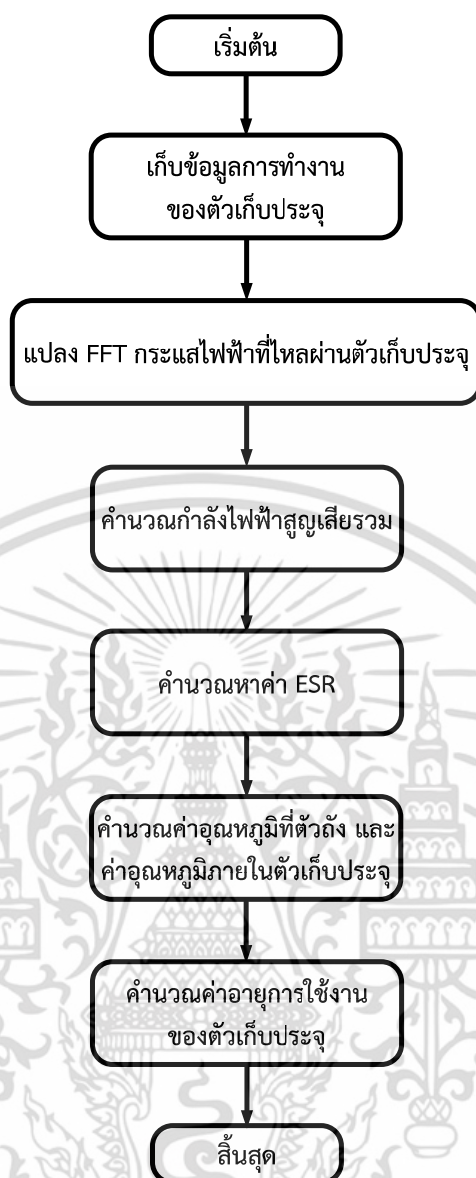 เริ่มต้น
เก็บข้อมูลการทำงาน
ของตัวเก็บประจุ
แปลง FFT กระแสไฟฟ้าที่ไหลผ่านตัวเก็บประจุ
คำนวณกำลังไฟฟ้าสูญเสียรวม
คำนวณหาค่า ESR
คำนวณค่าอุณหภูมิที่ตัวถัง และ
ค่าอุณหภูมิภายในตัวเก็บประจุ
คำนวณค่าอายุการใช้งาน
ของตัวเก็บประจุ
สิ้นสุด